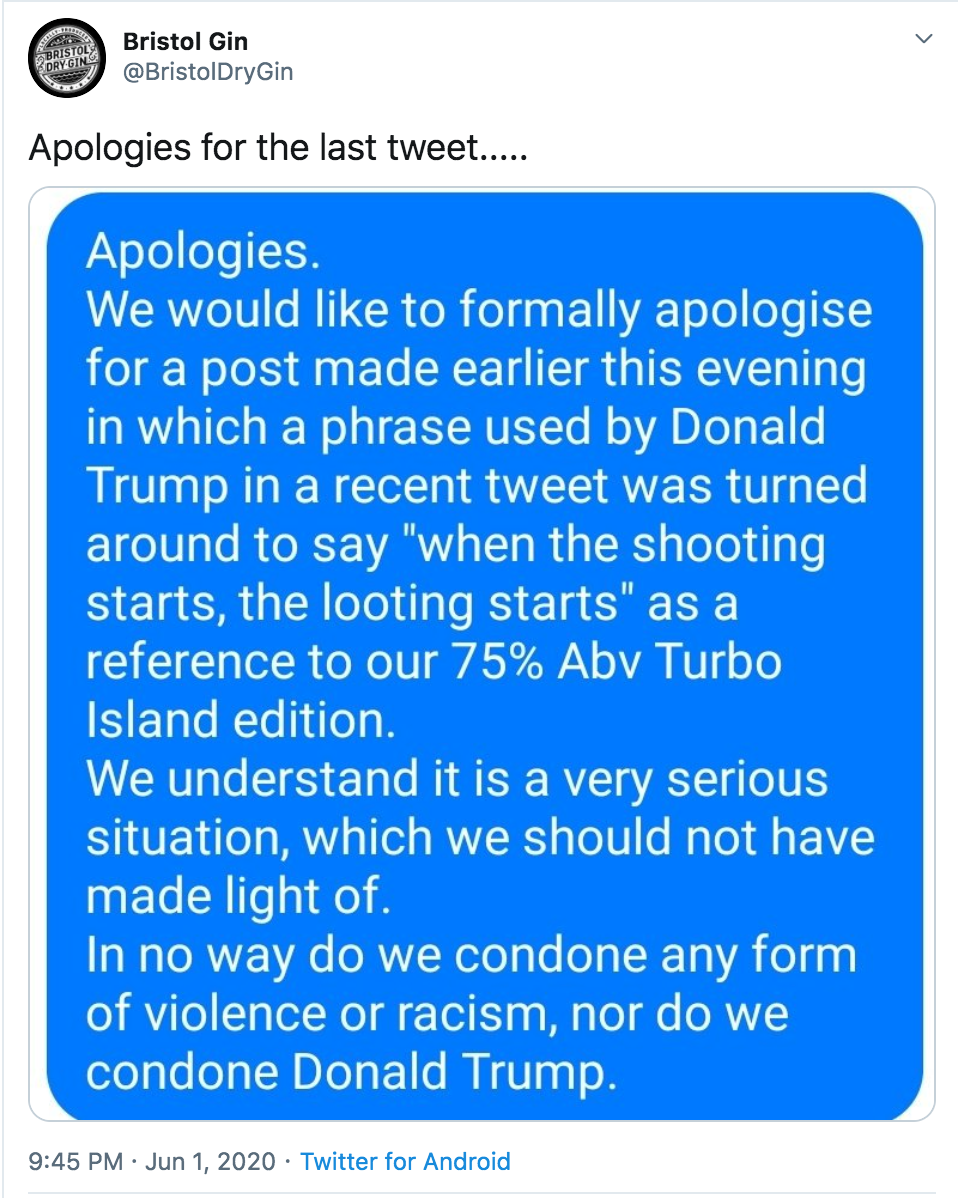 BRISTOL
DRY·GIN
Bristol Gin
@BristolDryGin
Apologies for the last tweet.....
Apologies.
We would like to formally apologise
for a post made earlier this evening
in which a phrase used by Donald
Trump in a recent tweet was turned
around to say "when the shooting
starts, the looting starts" as a
reference to our 75% Abv Turbo
Island edition.
We understand it is a very serious
situation, which we should not have
made light of.
In no way do we condone any form
of violence or racism, nor do we
condone Donald Trump.
9:45 PM · Jun 1, 2020 · Twitter for Android